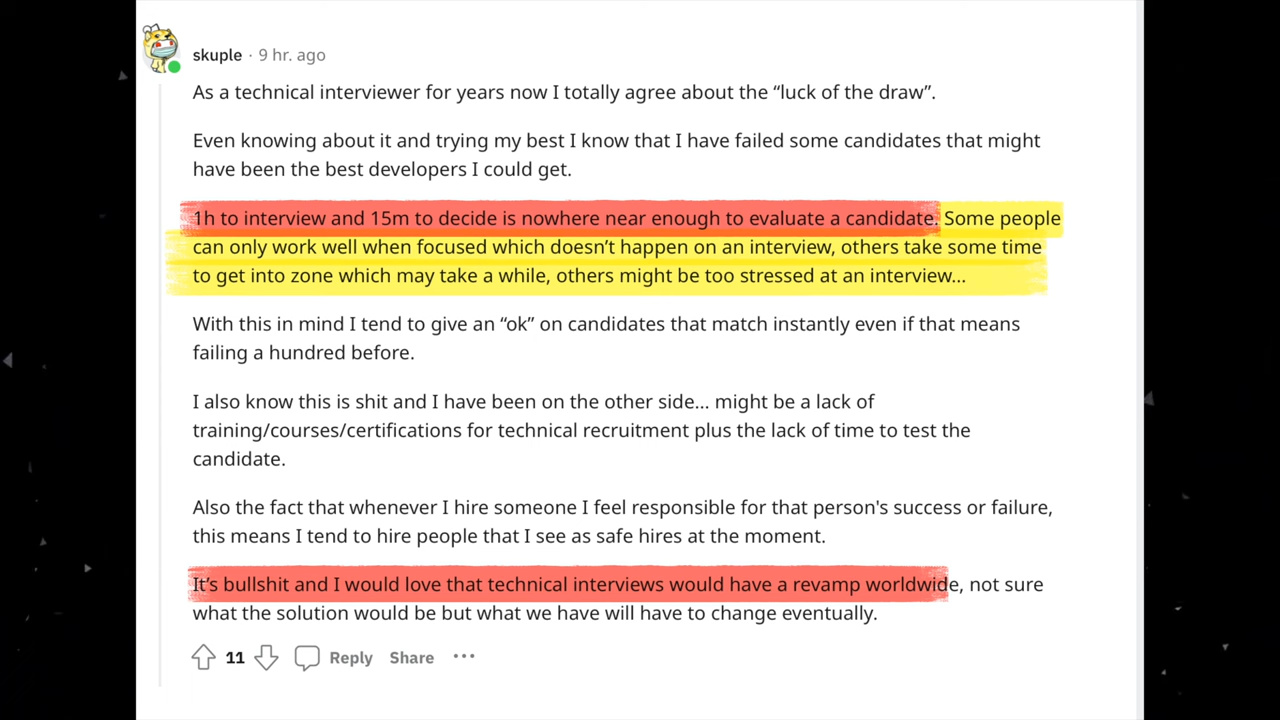 skuple · 9 hr. ago
As a technical interviewer for years now I totally agree about the “luck of the draw”.
Even knowing about it and trying my best I know that I have failed some candidates that might
have been the best developers I could get.
1h to interview and 15m to decide is nowhere near enough to evaluate a candidate. Some people
can only work well when focused which doesn’t happen on an interview, others take some time
to get into zone which may take a while, others might be too stressed at an interview...
With this in mind I tend to give an “ok” on candidates that match instantly even if that means
failing a hundred before.
I also know this is shit and I have been on the other side... might be a lack of
training/courses/certifications for technical recruitment plus the lack of time to test the
candidate.
Also the fact that whenever I hire someone I feel responsible for that person's success or failure,
this means I tend to hire people that I see as safe hires at the moment.
It’s bullshit and I would love that technical interviews would have a revamp worldwide, not sure
what the solution would be but what we have will have to change eventually.
11 Reply Share ···